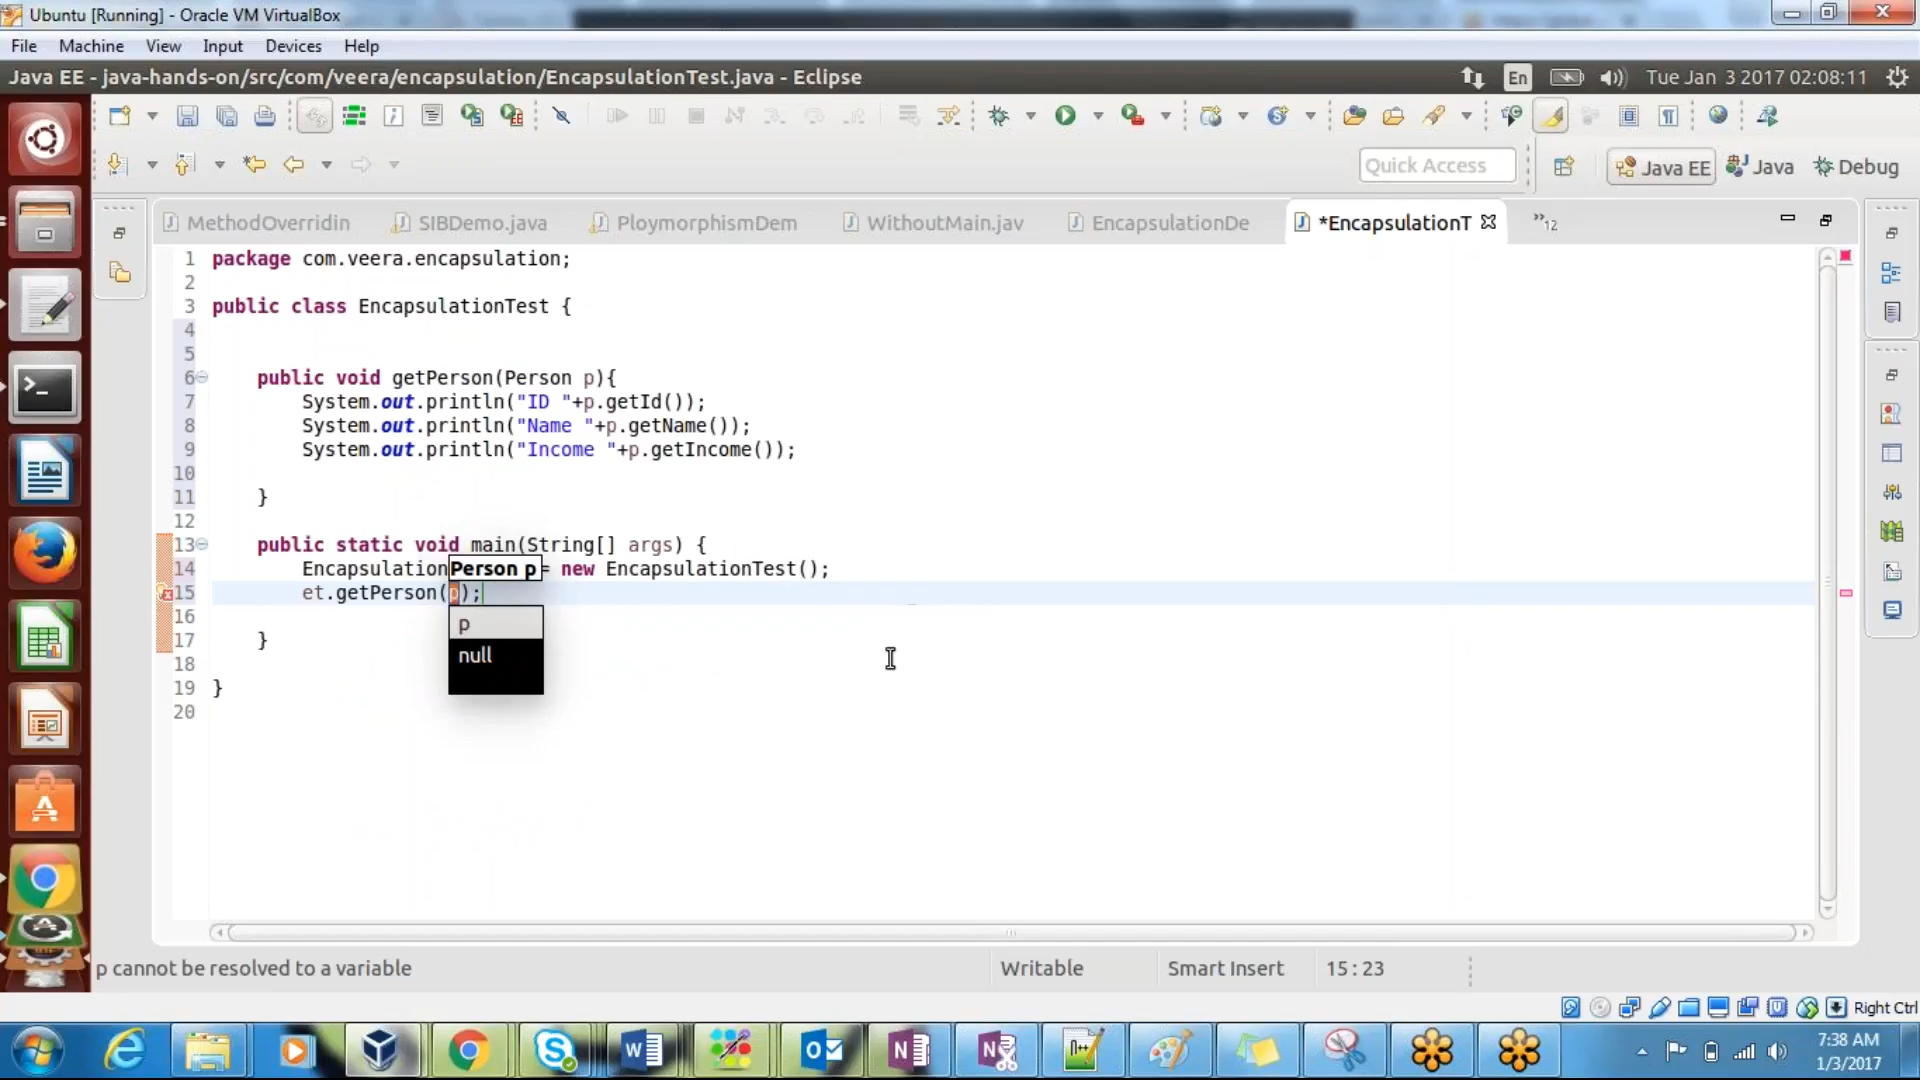 Ubuntu [Running] - Oracle VM VirtualBox
File Machine View Input Devices Help
Java EE - java-hands-on/src/com/veera/encapsulation/EncapsulationTest.java - Eclipse
En
Tue Jan 3 2017 02:08:11
Quick Access
Java EE
Java
Debug
MethodOverridin
SIBDemo.java
PloymorphismDem
WithoutMain.jav
EncapsulationDe
*EncapsulationT
»12
1 package com.veera.encapsulation;
2
3 public class EncapsulationTest {
4
5
6 public void getPerson(Person p){
7 System.out.println("ID "+p.getId());
8 System.out.println("Name "+p.getName());
9 System.out.println("Income "+p.getIncome());
10
11 }
12
13 public static void main(String[] args) {
14 Encapsulation = new EncapsulationTest();
Person p
15 et.getPerson(p);
p
16
null
17 }
18
19 }
20
p cannot be resolved to a variable
Writable
Smart Insert
15 : 23
Right Ctrl
7:38 AM
1/3/2017